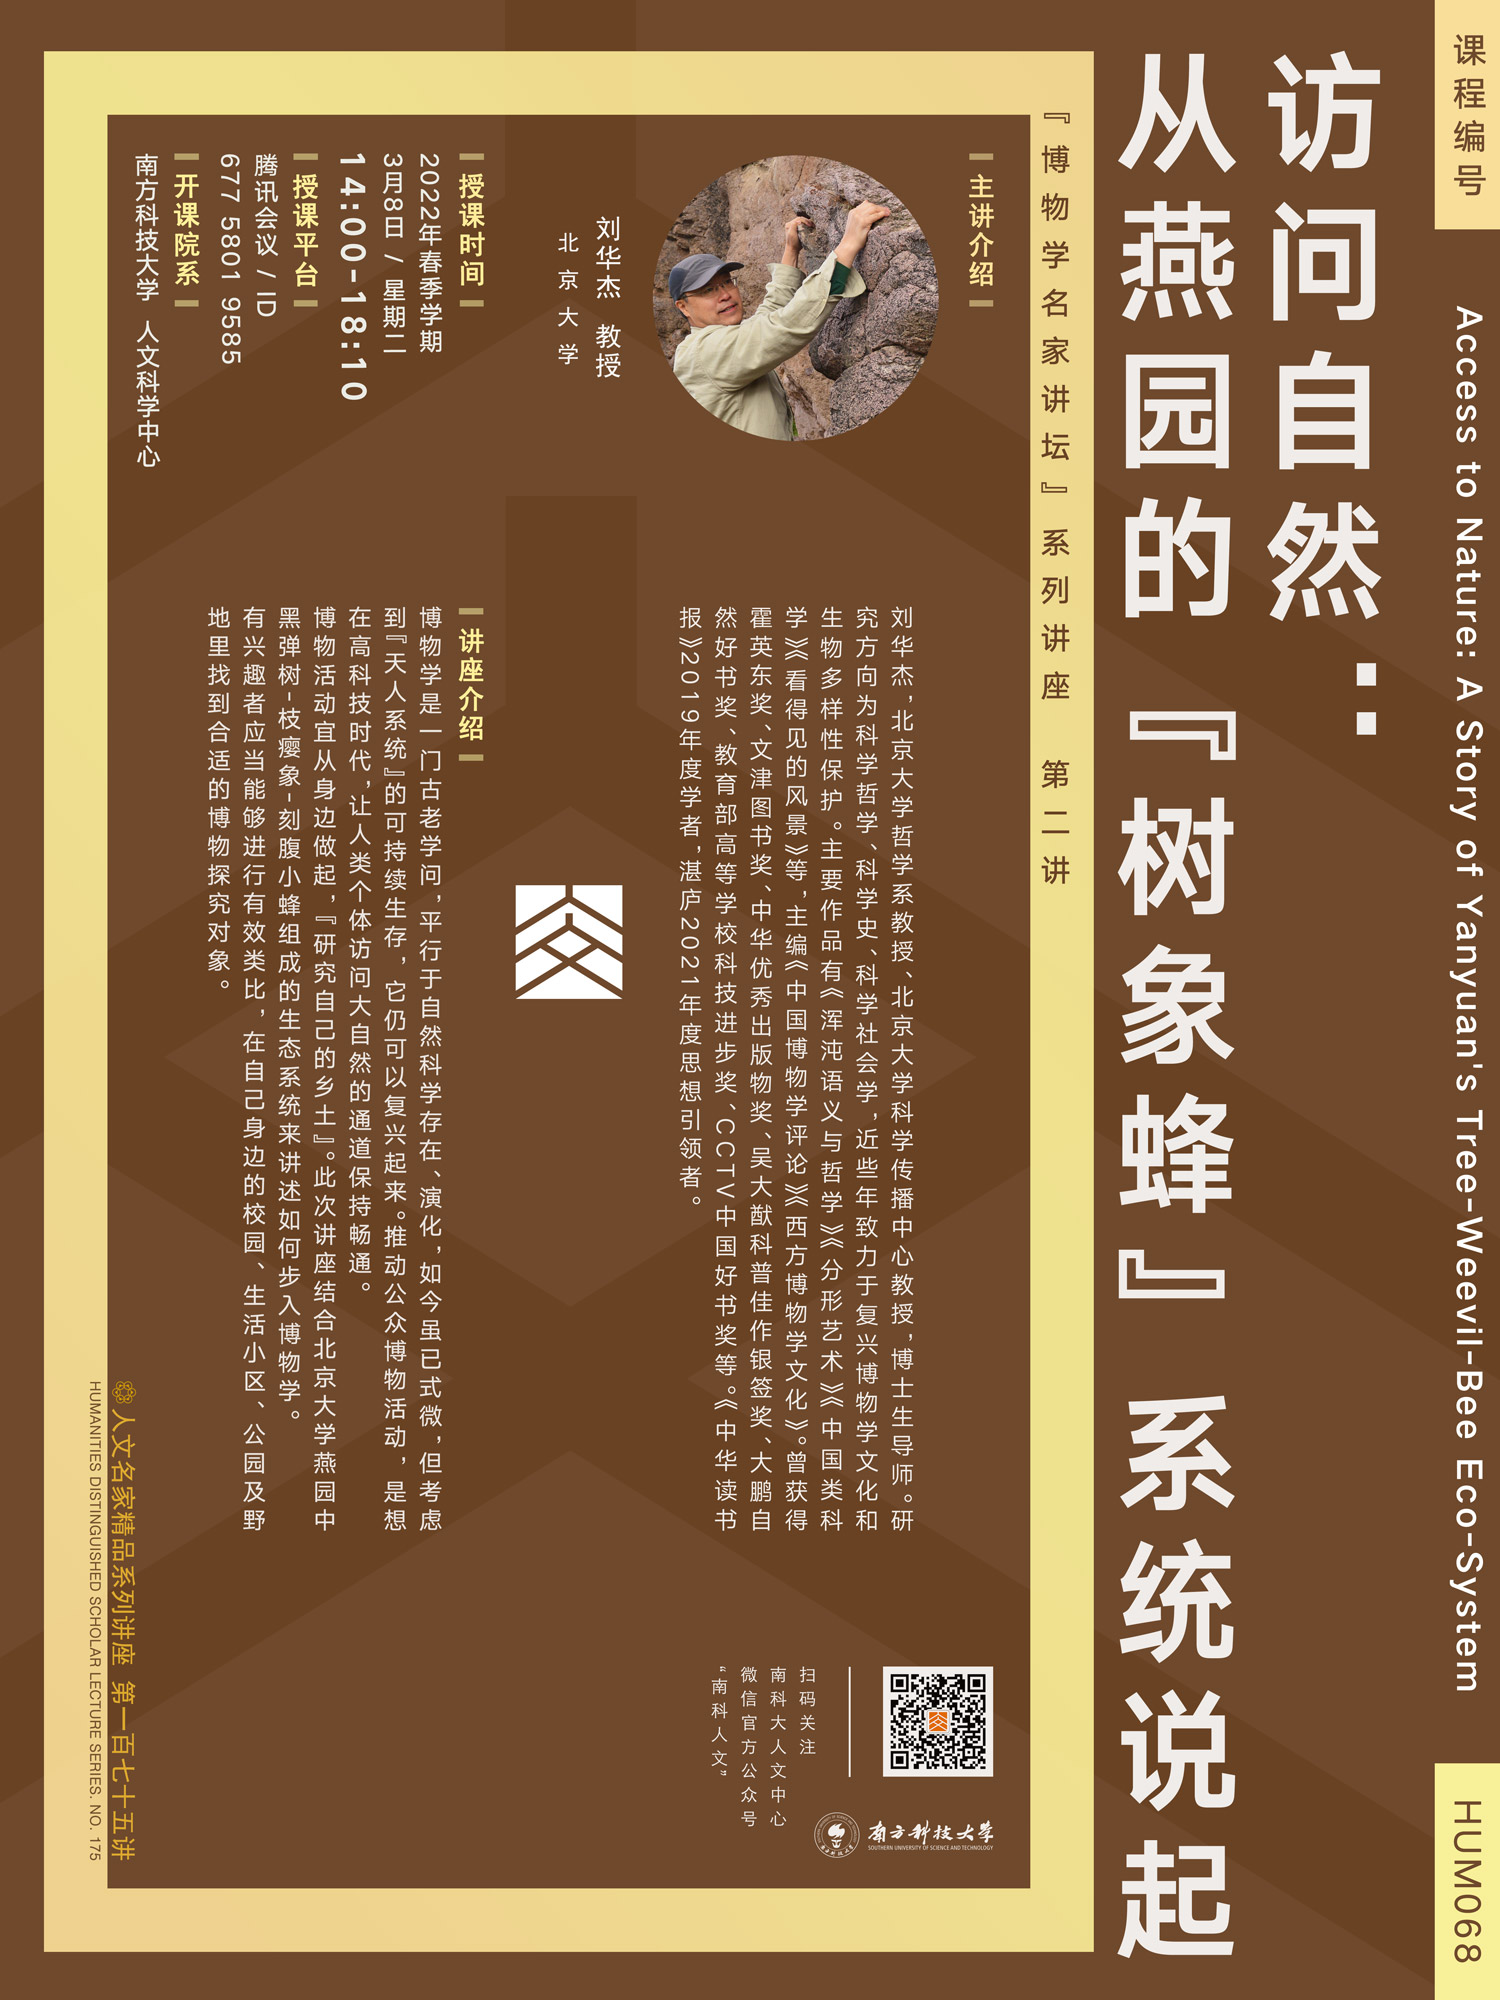 课程编号
Access to Nature: A Story of Yanyuan's Tree-Weevil-Bee Eco-System
HUM068
访问自然：
从燕园的『树象蜂』系统说起
『博物学名家讲坛』系列讲座 第二讲
主讲介绍
刘华杰 教授
北京大学
刘华杰，北京大学哲学系教授、北京大学科学传播中心教授，博士生导师。研
究方向为科学哲学、科学史、科学社会学，近些年致力于复兴博物学文化和
生物多样性保护。主要作品有《浑沌语义与哲学》《分形艺术》《中国类科
学》《看得见的风景》等，主编《中国博物学评论》《西方博物学文化》。曾获得
霍英东奖、文津图书奖、中华优秀出版物奖、吴大猷科普佳作银签奖、大鹏自
然好书奖、教育部高等学校科技进步奖、CCTV中国好书奖等。《中华读书
报》2019年度学者，湛庐2021年度思想引领者。
授课时间
2022年春季学期
3月8日 / 星期二
14:00-18:10
授课平台
腾讯会议 / ID
677 5801 9585
开课院系
南方科技大学 人文科学中心
讲座介绍
博物学是一门古老学问，平行于自然科学存在、演化，如今虽已式微，但考虑
到『天人系统』的可持续生存，它仍可以复兴起来。推动公众博物活动，是想
在高科技时代，让人类个体访问大自然的通道保持畅通。
博物活动宜从身边做起，『研究自己的乡土』。此次讲座结合北京大学燕园中
黑弹树-枝瘿象-刻腹小蜂组成的生态系统来讲述如何步入博物学。
有兴趣者应当能够进行有效类比，在自己身边的校园、生活小区、公园及野
地里找到合适的博物探究对象。
扫码关注
南科大人文中心
微信官方公众号
“南科人文”
南方科技大学
SOUTHERN UNIVERSITY OF SCIENCE AND TECHNOLOGY
人文名家精品系列讲座 第一百七十五讲
HUMANITIES DISTINGUISHED SCHOLAR LECTURE SERIES. NO. 175